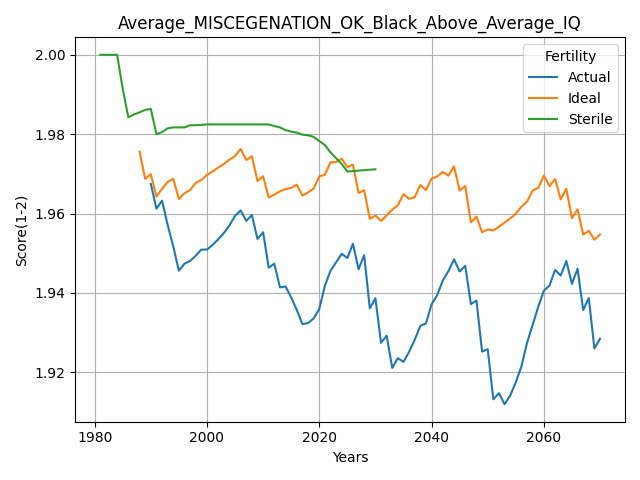 Average_MISCEGENATION_OK_Black_Above_Average_IQ
Fertility
Actual
Ideal
Sterile
Score(1-2)
2.00
1.98
1.96
1.94
1.92
1980 2000 2020 2040 2060
Years